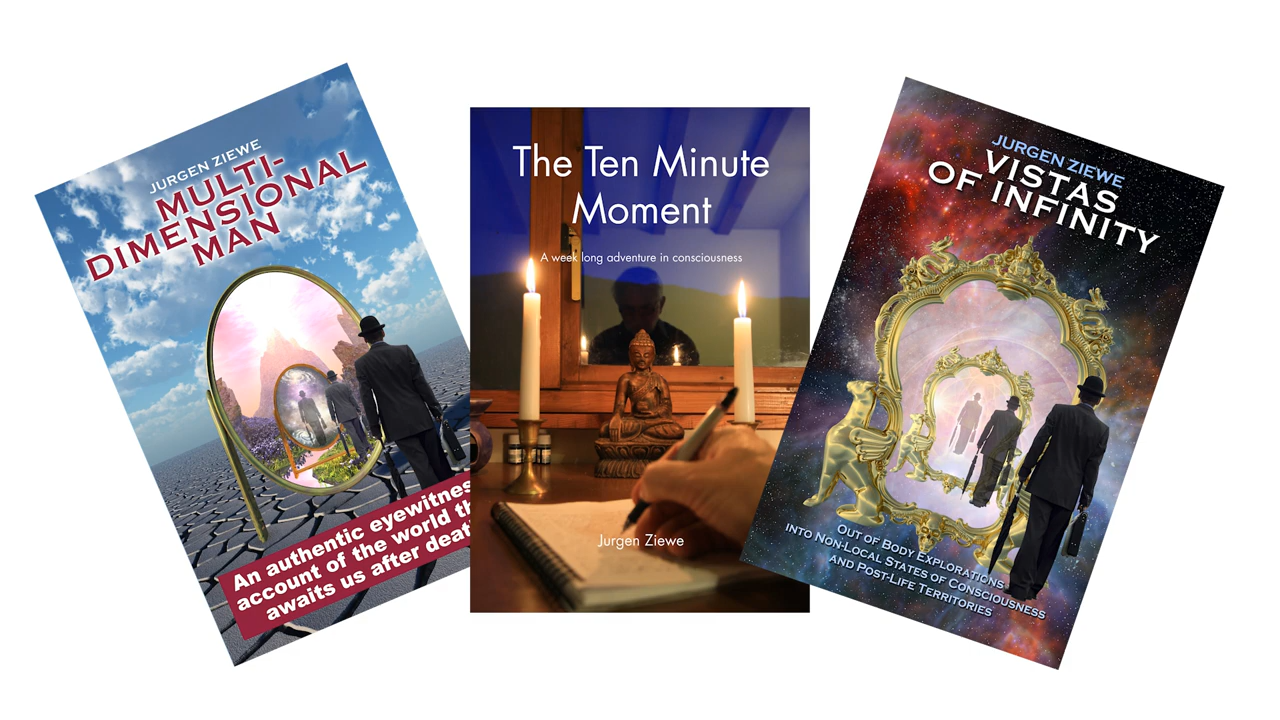 JURGEN ZIEWE
MULTI-
DIMENSIONAL
MAN
An authentic eyewitnes
account of the world th
awaits us after deat
The Ten Minute
Moment
A week long adventure in consciousness
Jurgen Ziewe
JURGEN ZIEWE
VISTAS
OF INFINITY
OUT OF BODY EXPLORATIONS
INTO NON-LOCAL STATES OF CONSCIOUSNESS
AND POST-LIFE TERRITORIES